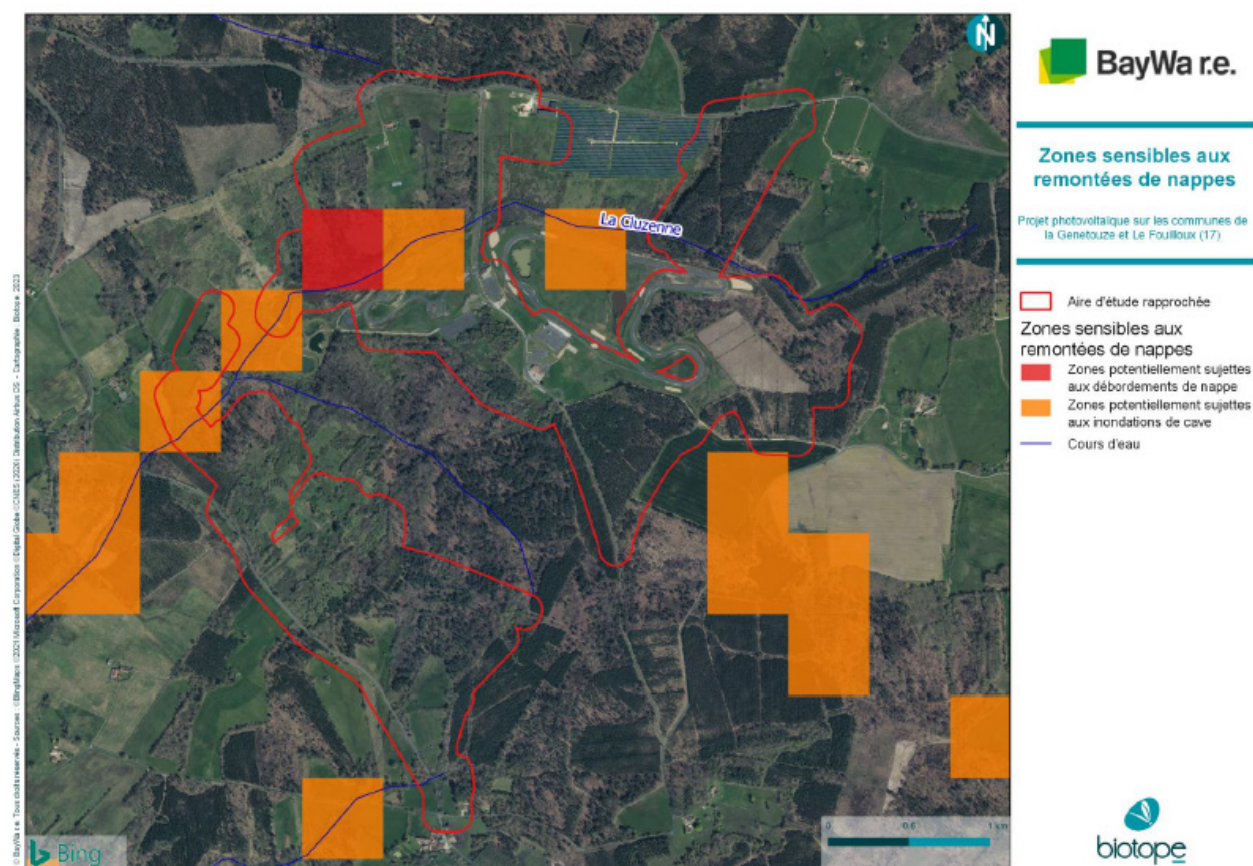 N
La Cluzenne
BayWa r.e.
Zones sensibles aux
remontées de nappes
Projet photovoltaïque sur les communes de
la Genetouze et Le Fouilloux (17)
Aire d'étude rapprochée
Zones sensibles aux
remontées de nappes
Zones potentiellement sujettes
aux débordements de nappe
Zones potentiellement sujettes
aux inondations de cave
Cours d'eau
0
1 km
Bing
biotope